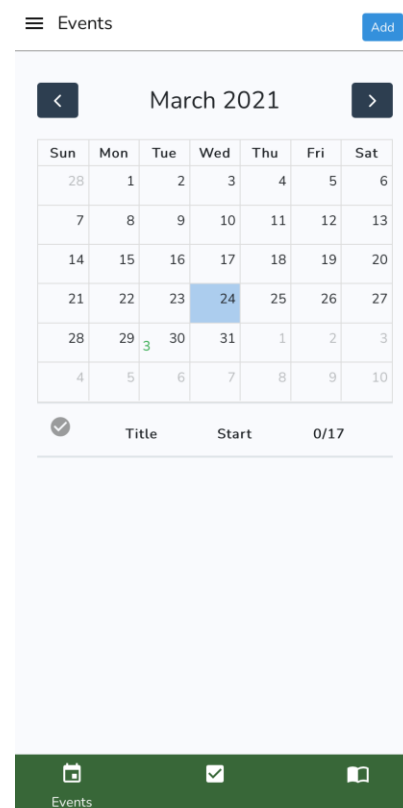 Events Add
March 2021
Sun Mon Tue Wed Thu Fri Sat
28 1 2 3 4 5 6
7 8 9 10 11 12 13
14 15 16 17 18 19 20
21 22 23 24 25 26 27
28 29 3 30 31 1 2 3
4 5 6 7 8 9 10
Title Start 0/17
Events